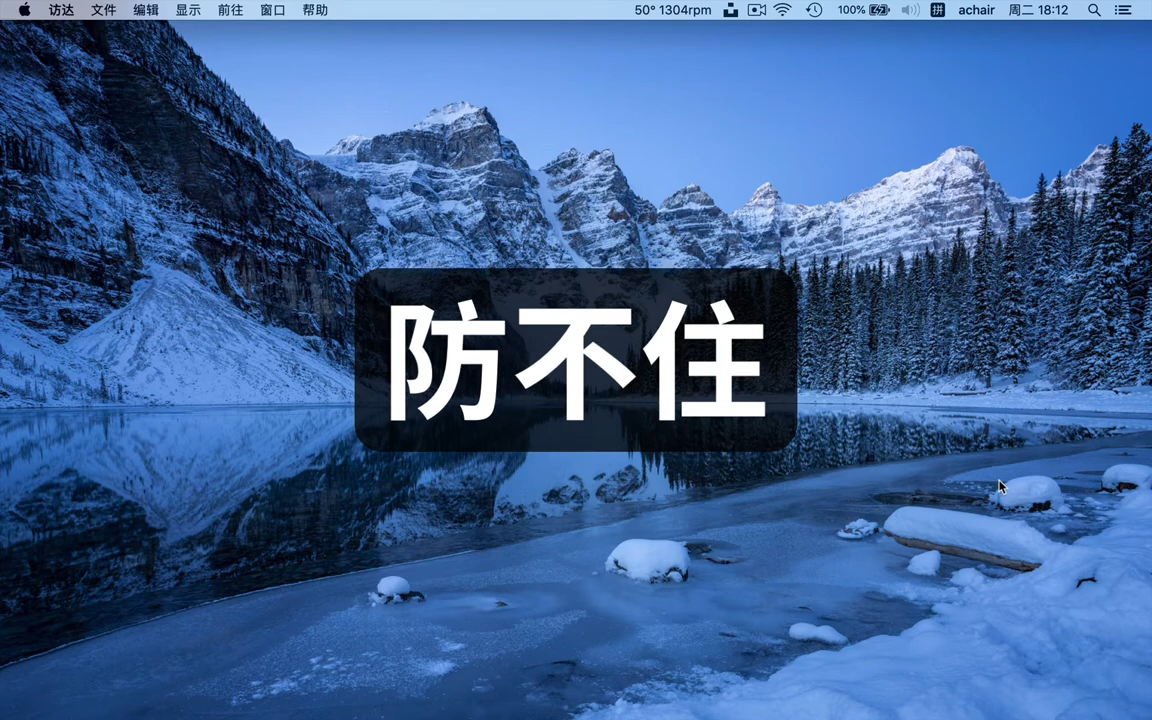 访达 文件 编辑 显示 前往 窗口 帮助 50° 1304rpm 100% 拼 achair 周二 18:12
防不住